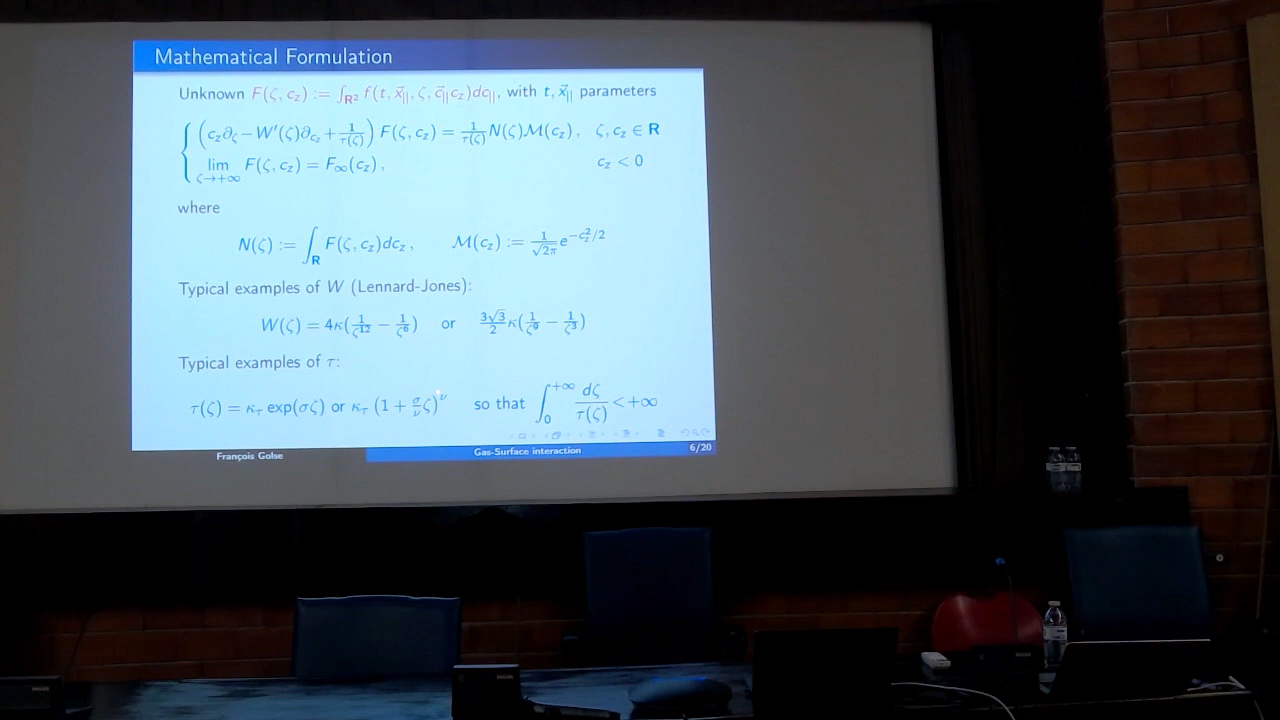 Mathematical Formulation
Unknown F(ζ, c_z) := ∫_{R²} f(t, x⃗_||, ζ, c⃗_|| c_z)dc_||, with t, x⃗_|| parameters
(c_z∂_ζ − W′(ζ)∂_{c_z} + 1/τ(ζ)) F(ζ, c_z) = 1/τ(ζ) N(ζ)M(c_z), ζ, c_z ∈ R
lim_{ζ→+∞} F(ζ, c_z) = F_∞(c_z), c_z < 0
where
N(ζ) := ∫_R F(ζ, c_z)dc_z, M(c_z) := 1/√2π e^{−c_z²/2}
Typical examples of W (Lennard-Jones):
W(ζ) = 4κ(1/ζ¹² − 1/ζ⁶) or 3√3/2 κ(1/ζ⁹ − 1/ζ³)
Typical examples of τ:
τ(ζ) = κ_τ exp(σζ) or κ_τ (1 + σ/ν ζ)^ν so that ∫_0^{+∞} dζ/τ(ζ) < +∞
François Golse Gas-Surface interaction 6/20